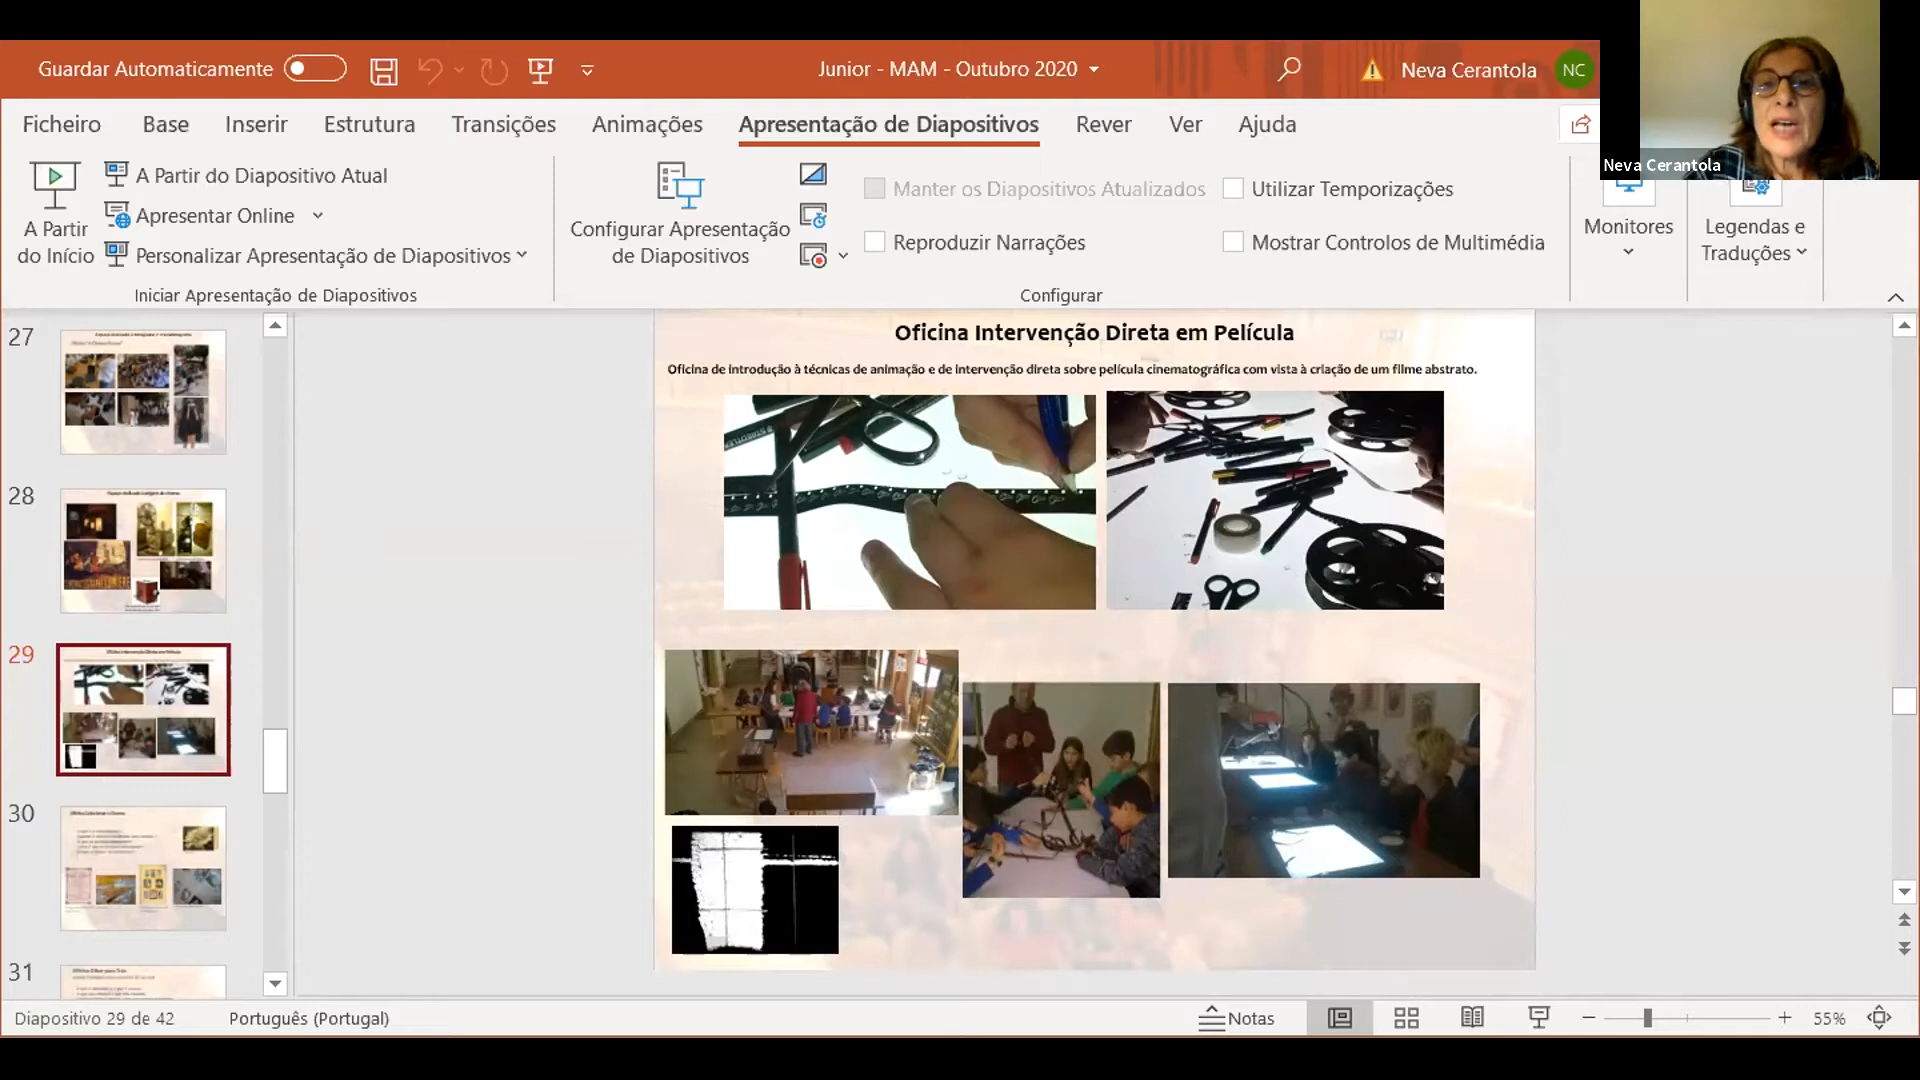 Guardar Automaticamente
Junior - MAM - Outubro 2020
Neva Cerantola
NC
Neva Cerantola
Ficheiro Base Inserir Estrutura Transições Animações Apresentação de Diapositivos Rever Ver Ajuda
A Partir do Início
A Partir do Diapositivo Atual
Apresentar Online
Personalizar Apresentação de Diapositivos
Iniciar Apresentação de Diapositivos
Configurar Apresentação
de Diapositivos
Manter os Diapositivos Atualizados
Reproduzir Narrações
Utilizar Temporizações
Mostrar Controlos de Multimédia
Configurar
Monitores
Legendas e
Traduções
27
28
29
30
31
Oficina Intervenção Direta em Película
Oficina de introdução à técnicas de animação e de intervenção direta sobre película cinematográfica com vista à criação de um filme abstrato.
STAEDTLER
Diapositivo 29 de 42
Português (Portugal)
Notas
55%